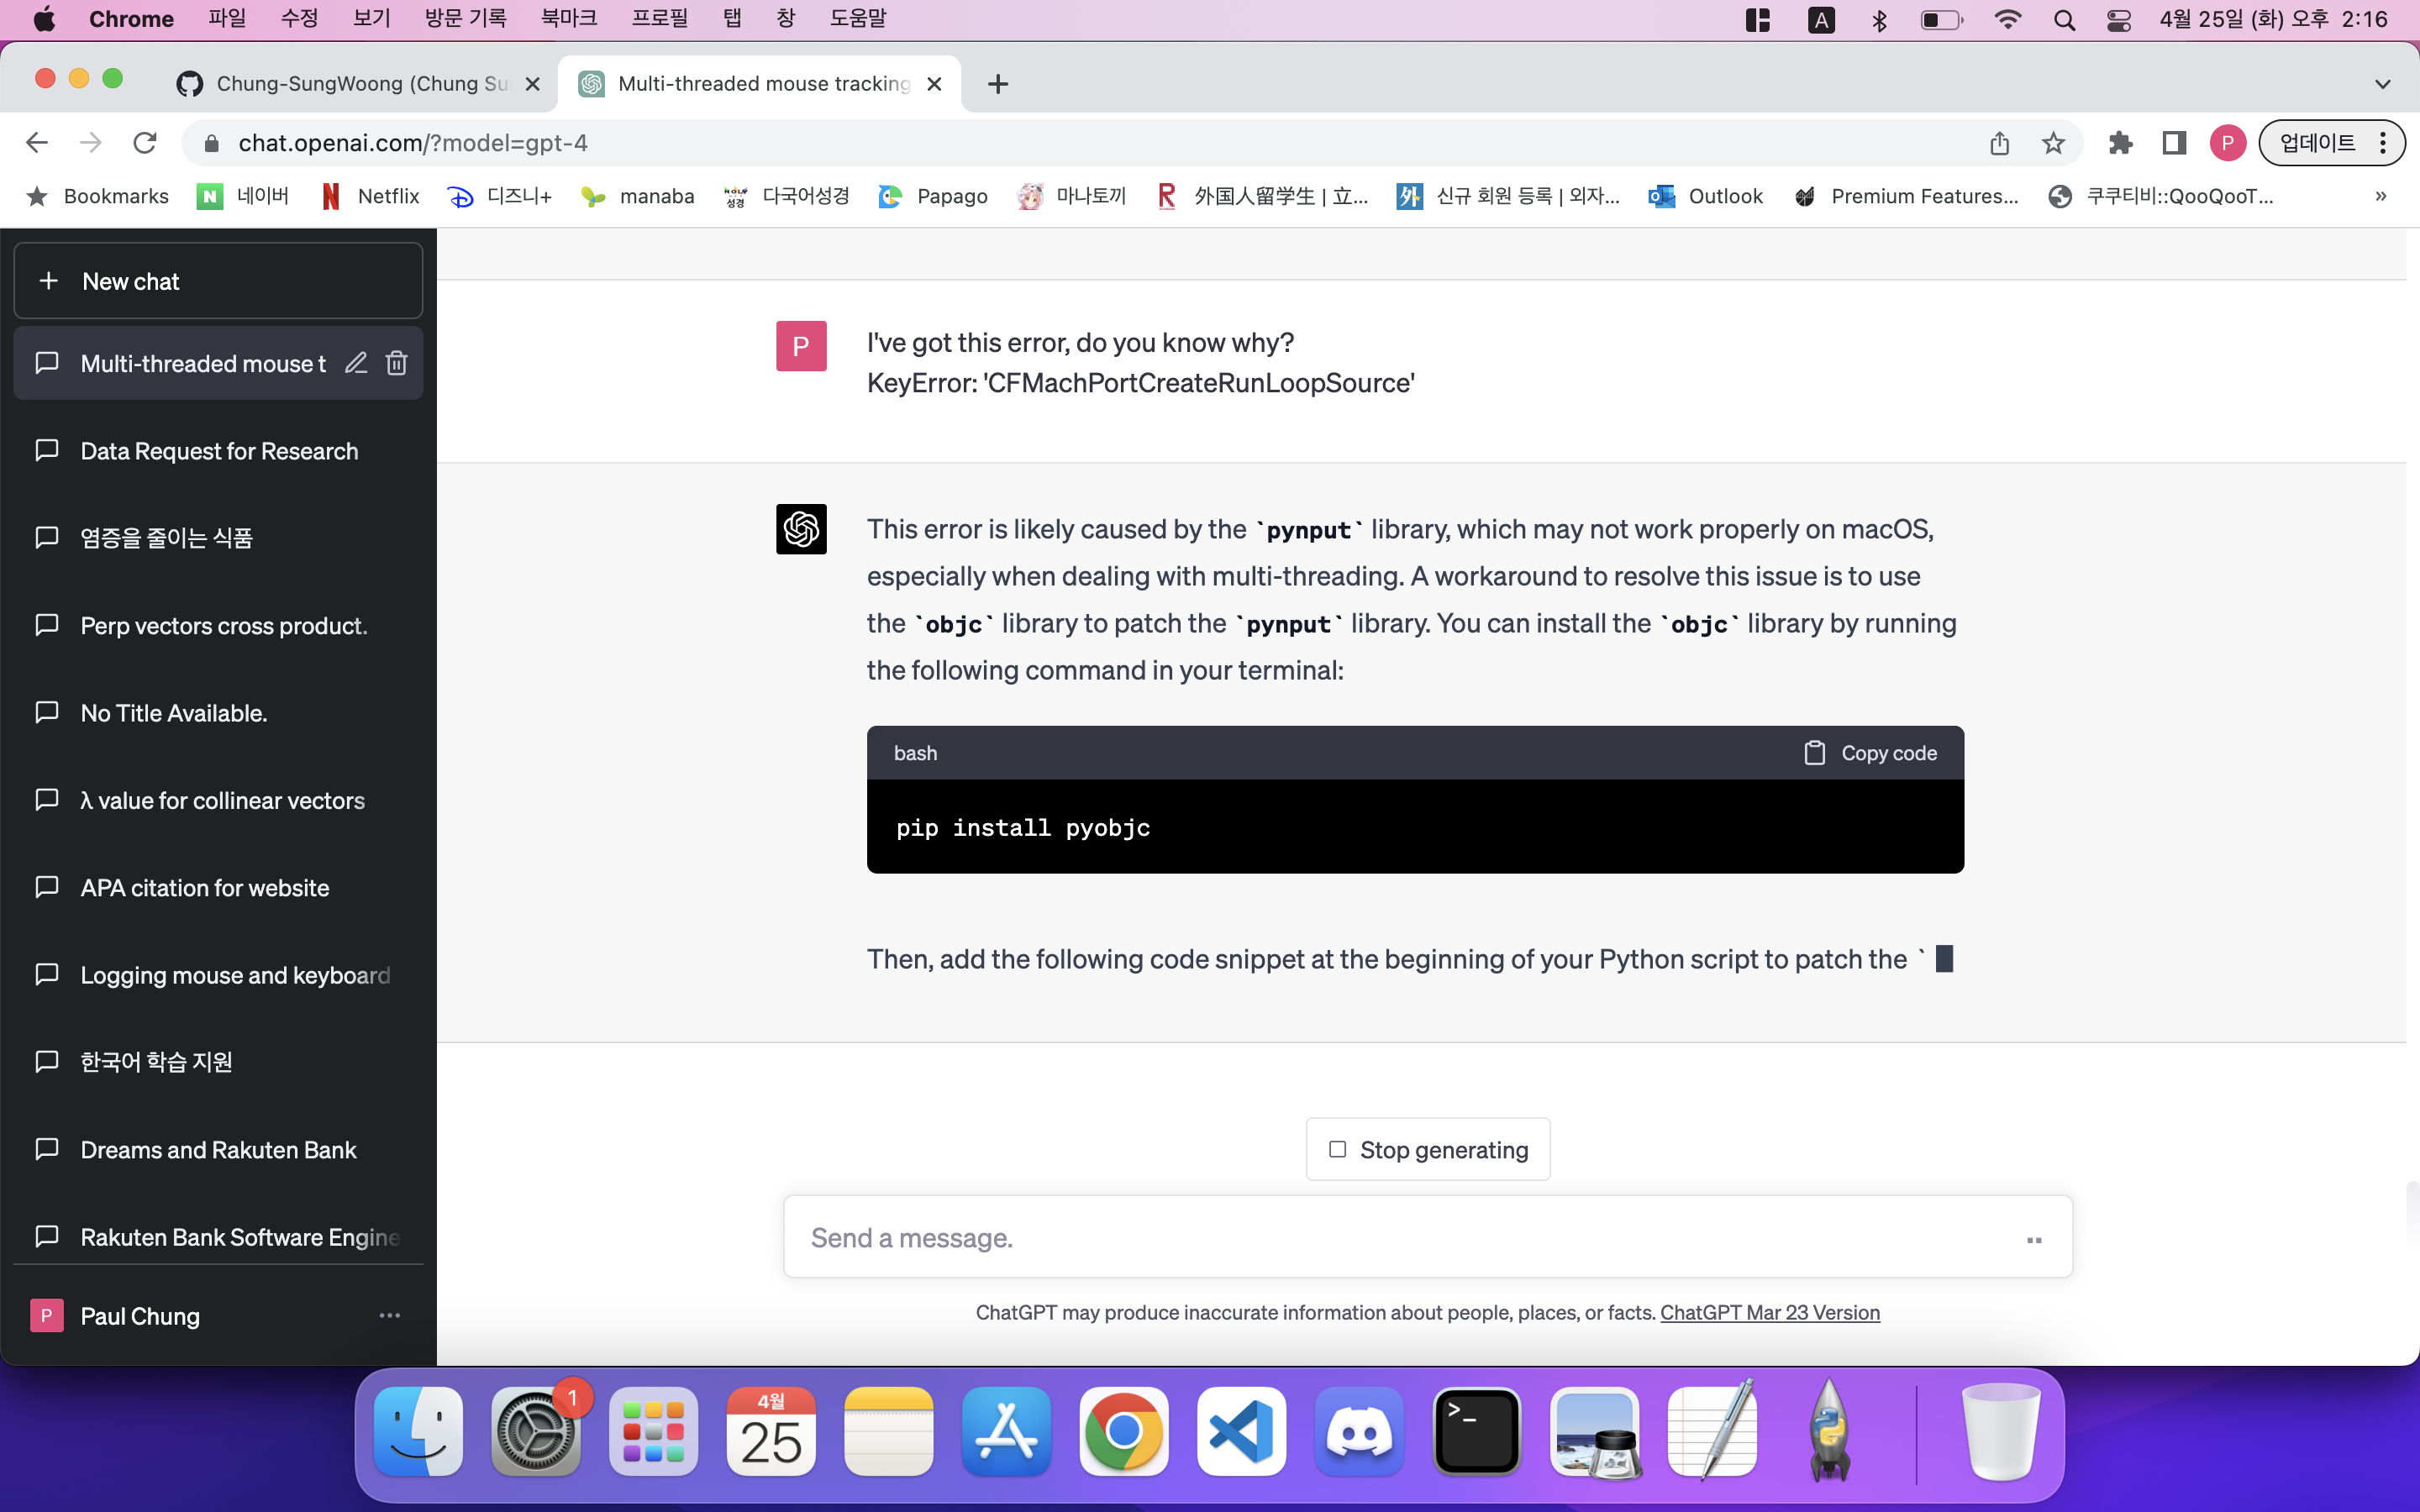 Chrome 파일 수정 보기 방문 기록 북마크 프로필 탭 창 도움말 A 4월 25일 (화) 오후 2:16
Chung-SungWoong (Chung Su
Multi-threaded mouse tracking
chat.openai.com/?model=gpt-4
P
업데이트
Bookmarks 네이버 Netflix 디즈니+ manaba 다국어성경 Papago 마나토끼 外国人留学生 | 立... 신규 회원 등록 | 외자... Outlook Premium Features... 쿠쿠티비::QooQooT... »
New chat
Multi-threaded mouse t
Data Request for Research
염증을 줄이는 식품
Perp vectors cross product.
No Title Available.
λ value for collinear vectors
APA citation for website
Logging mouse and keyboard
한국어 학습 지원
Dreams and Rakuten Bank
Rakuten Bank Software Engine
P Paul Chung
P
I've got this error, do you know why?
KeyError: 'CFMachPortCreateRunLoopSource'
This error is likely caused by the `pynput` library, which may not work properly on macOS,
especially when dealing with multi-threading. A workaround to resolve this issue is to use
the `objc` library to patch the `pynput` library. You can install the `objc` library by running
the following command in your terminal:
bash
Copy code
pip install pyobjc
Then, add the following code snippet at the beginning of your Python script to patch the `
Stop generating
Send a message.
ChatGPT may produce inaccurate information about people, places, or facts. ChatGPT Mar 23 Version
1
4월
25
>_